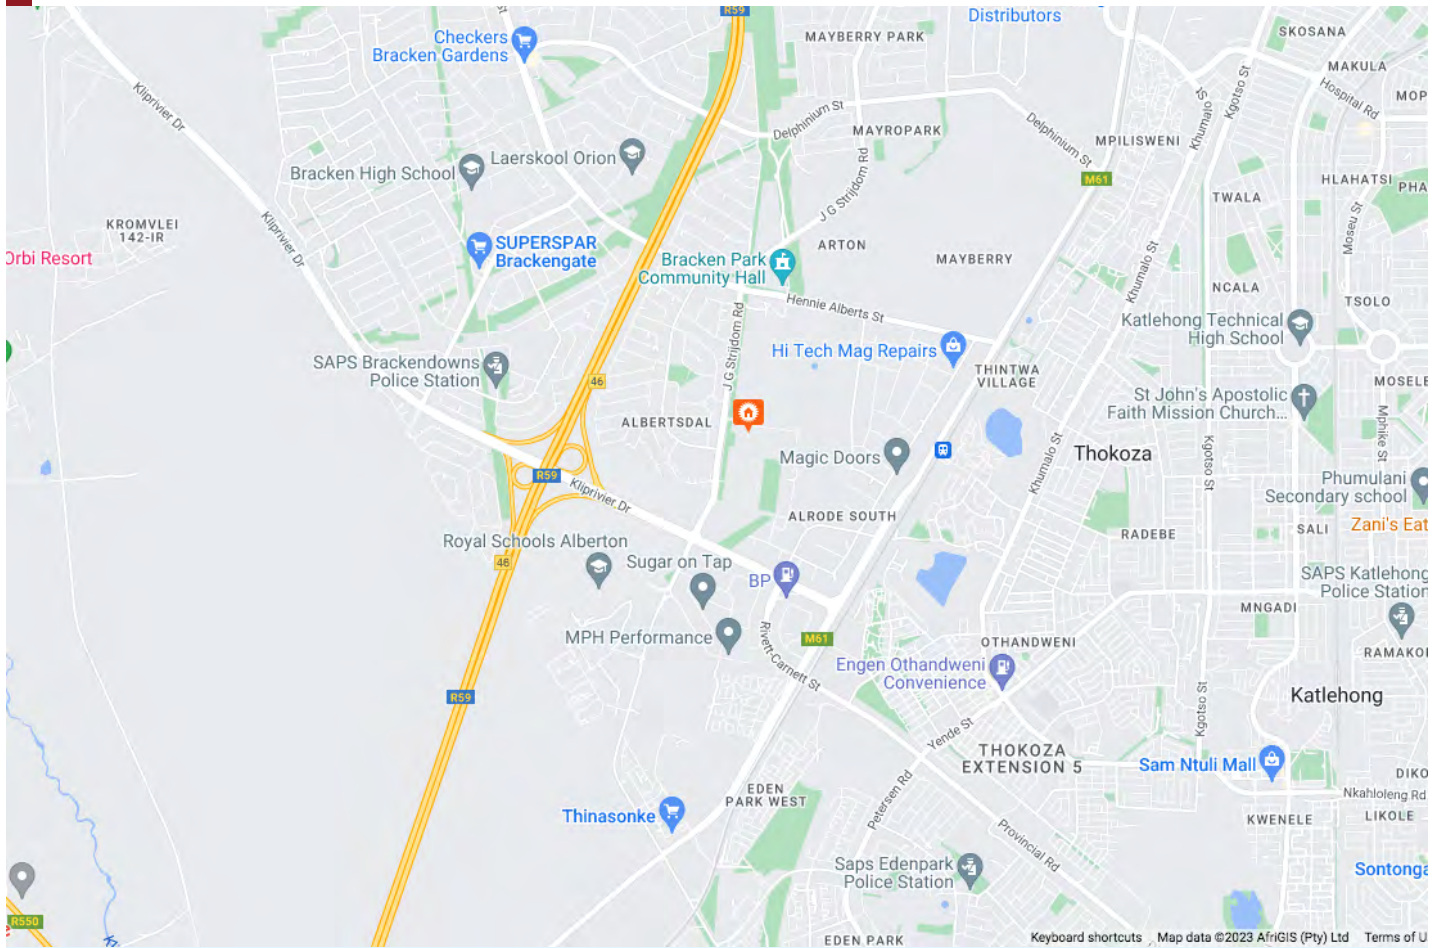 R59
Distributors
SKOSANA
MAYBERRY PARK
Checkers
Bracken Gardens
MAKULA
Kliprivier Dr
Kgotso St
Hospital Rd
MOP
Delphinium St
Delphinium St
MAYROPARK
Khumalo St
MPILISWENI
Laerskool Orion
Bracken High School
M61
HLAHATSI
PHA
TWALA
J G Strijdom Rd
Moseu St
KROMVLEI
142-IR
Kliprivier Dr
SUPERSPAR
Brackengate
ARTON
MAYBERRY
Orbi Resort
Bracken Park
Community Hall
Khumalo St
NCALA
TSOLO
Hennie Alberts St
Katlehong Technical
High School
J G Strijdom Rd
Hi Tech Mag Repairs
SAPS Brackendowns
Police Station
THINTWA
VILLAGE
46
MOSELE
St John's Apostolic
Faith Mission Church...
ALBERTSDAL
Mphike St
Magic Doors
Thokoza
Khumalo St
Kgotso St
R59
Kliprivier Dr
Phumulani
Secondary school
ALRODE SOUTH
RADEBE
SALI
Zani's Eat
Royal Schools Alberton
46
Sugar on Tap
BP
SAPS Katlehong
Police Station
MNGADI
MPH Performance
M61
OTHANDWENI
RAMAKOI
Rivett-Carnett St
Engen Othandweni
Convenience
R59
Katlehong
Kgotso St
Yende St
THOKOZA
EXTENSION 5
Sam Ntuli Mall
DIKO
EDEN
PARK WEST
Petersen Rd
Nkahloleng Rd
Thinasonke
KWENELE
LIKOLE
Provincial Rd
Saps Edenpark
Police Station
Sontonga
R550
EDEN PARK
Keyboard shortcuts
Map data ©2023 AfriGIS (Pty) Ltd
Terms of U